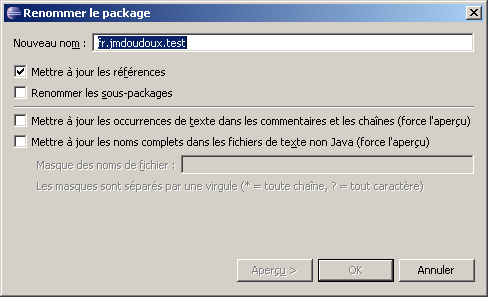 Renommer le package
Nouveau nom : fr.jmdoudoux.test
Mettre à jour les références
Renommer les sous-packages
Mettre à jour les occurrences de texte dans les commentaires et les chaînes (force l'aperçu)
Mettre à jour les noms complets dans les fichiers de texte non Java (force l'aperçu)
Masque des noms de fichier :
Les masques sont séparés par une virgule (* = toute chaîne, ? = tout caractère)
Aperçu > OK Annuler